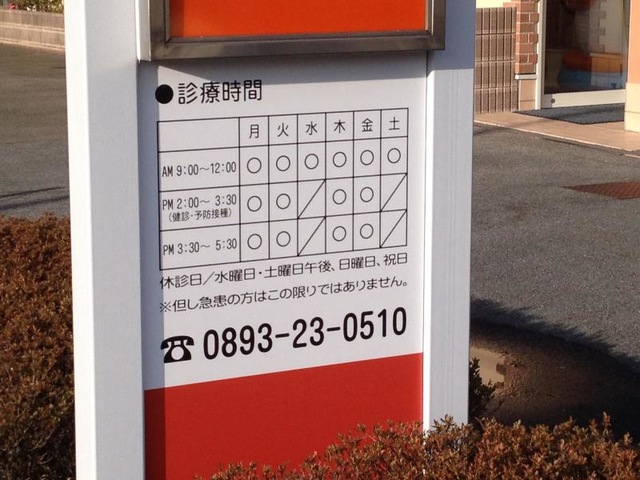 ●診療時間
月 火 水 木 金 土
AM 9:00～12:00 ○ ○ ○ ○ ○ ○
PM 2:00～ 3:30 ○ ○ ／ ○ ○ ／
(健診・予防接種)
PM 3:30～ 5:30 ○ ○ ／ ○ ○ ／
休診日／水曜日・土曜日午後、日曜日、祝日
※但し急患の方はこの限りではありません。
☎ 0893-23-0510